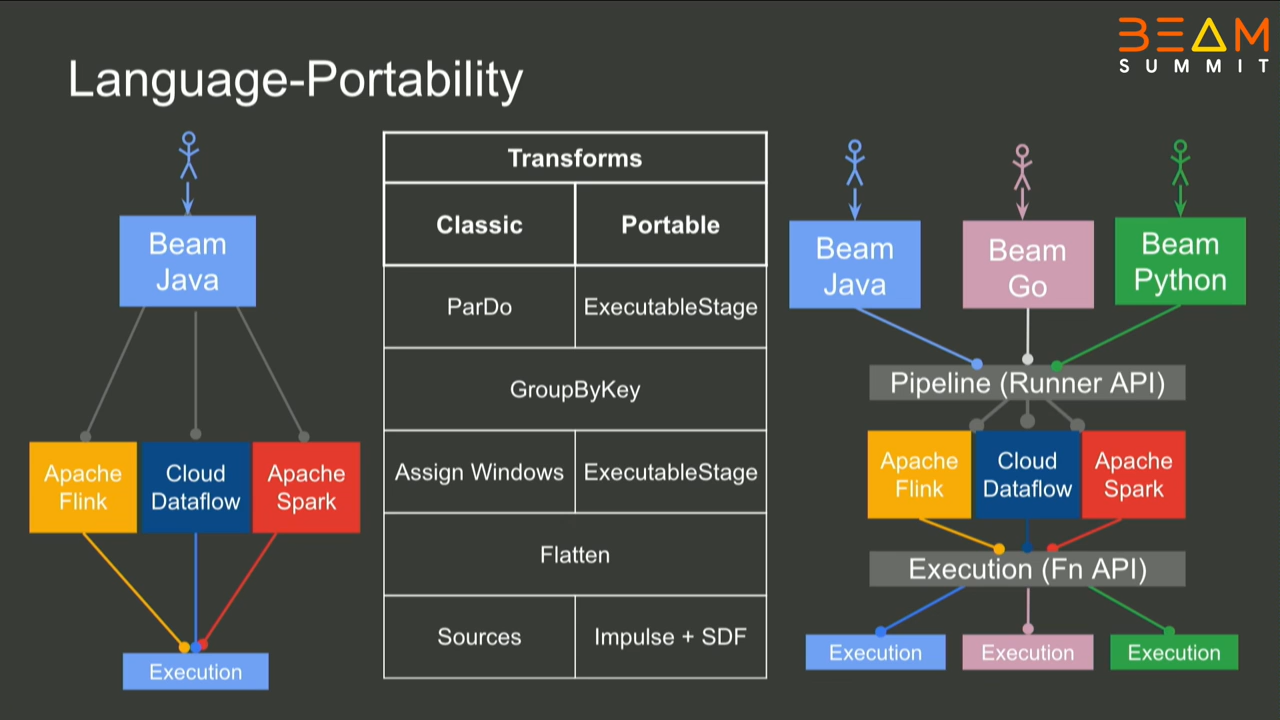 BEAM
SUMMIT
Language-Portability
Beam
Java
Apache
Flink
Cloud
Dataflow
Apache
Spark
Execution
Transforms
Classic
Portable
ParDo
ExecutableStage
GroupByKey
Assign Windows
ExecutableStage
Flatten
Sources
Impulse + SDF
Beam
Java
Beam
Go
Beam
Python
Pipeline (Runner API)
Apache
Flink
Cloud
Dataflow
Apache
Spark
Execution (Fn API)
Execution
Execution
Execution